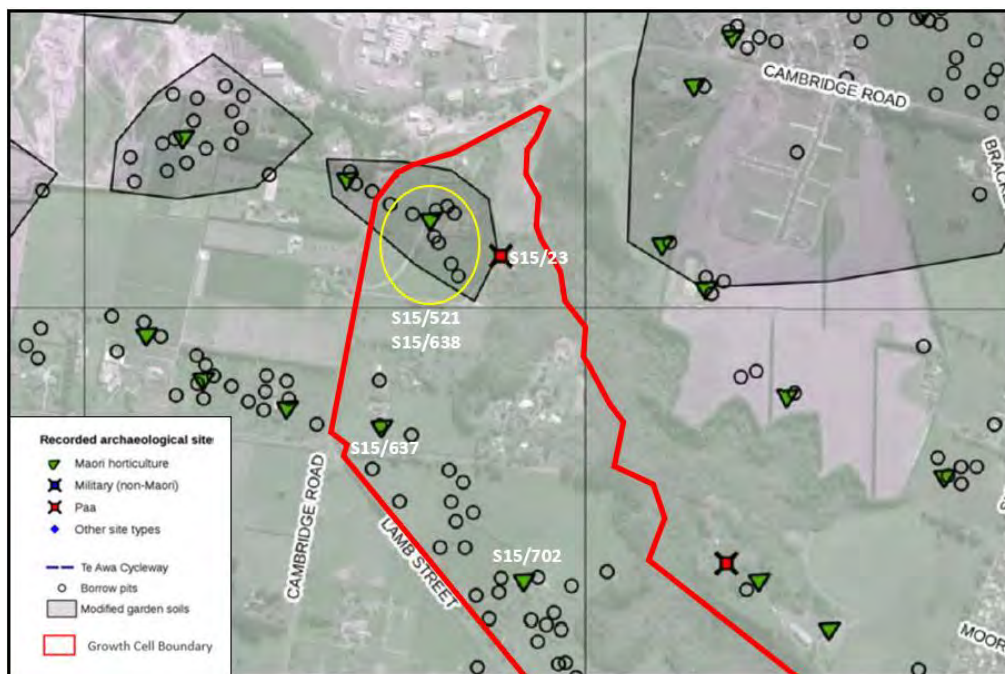 CAMBRIDGE ROAD
S15/23
S15/521
S15/638
S15/637
CAMBRIDGE ROAD
LAMB STREET
S15/702
MOOR
Recorded archaeological sites
Maori horticulture
Military (non-Maori)
Paa
Other site types
Te Awa Cycleway
Borrow pits
Modified garden soils
Growth Cell Boundary